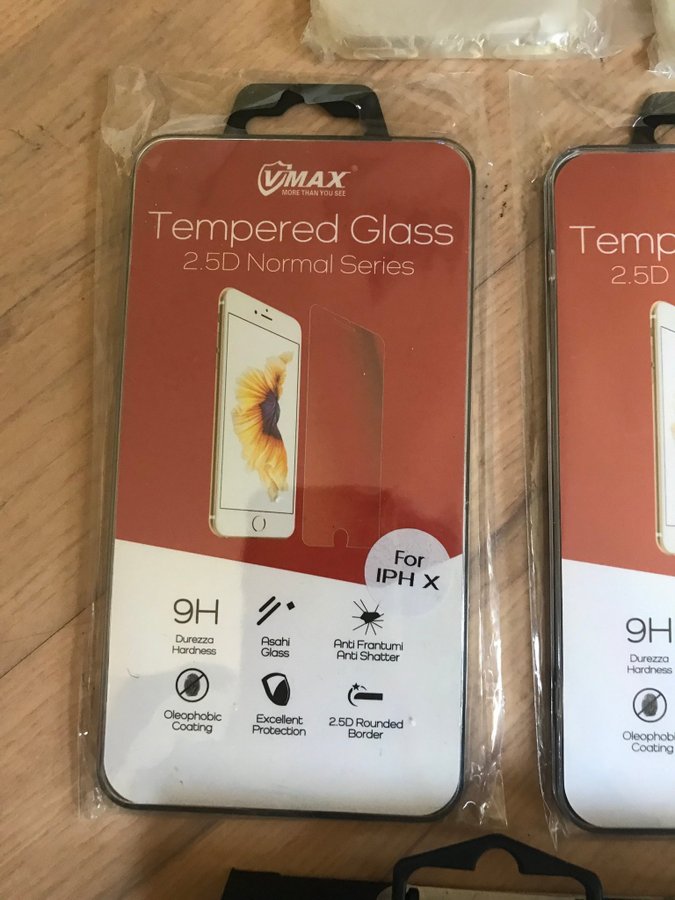 VMAX
MORE THAN YOU SEE
Tempered Glass
2.5D Normal Series
For
IPH X
9H
Durezza
Hardness
Asahi
Glass
Anti Frantumi
Anti Shatter
Oleophobic
Coating
Excellent
Protection
2.5D Rounded
Border
Temp
2.5D
9H
Durezza
Hardness
Oleophobi
Coating